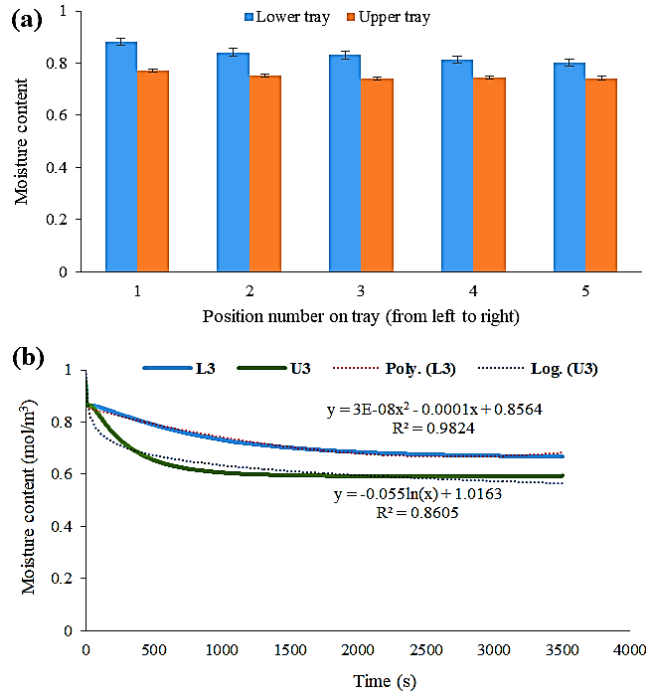 (a)
Lower tray Upper tray
Moisture content
1
0.8
0.6
0.4
0.2
0
1 2 3 4 5
Position number on tray (from left to right)
(b)
L3 U3 Poly. (L3) Log. (U3)
Moisture content (mol/m³)
1
0.8
0.6
0.4
0.2
0
y = 3E-08x² - 0.0001x + 0.8564
R² = 0.9824
y = -0.055ln(x) + 1.0163
R² = 0.8605
0 500 1000 1500 2000 2500 3000 3500 4000
Time (s)